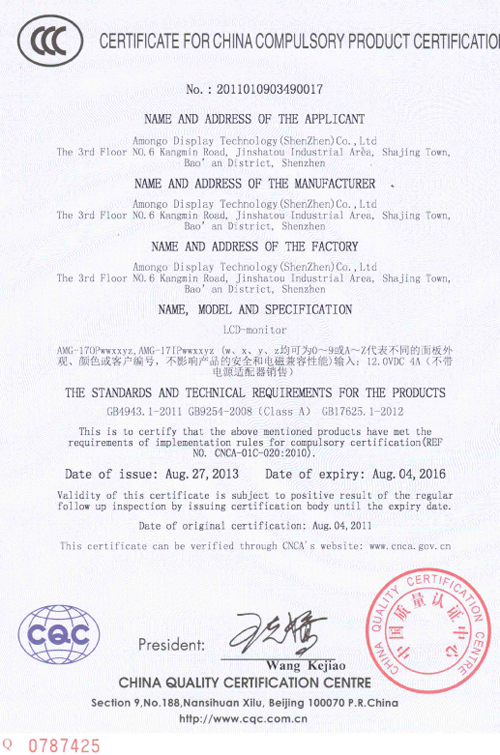 CCC
CERTIFICATE FOR CHINA COMPULSORY PRODUCT CERTIFICATIO
No. : 2011010903490017
NAME AND ADDRESS OF THE APPLICANT
Amongo Display Technology(ShenZhen)Co.,Ltd
The 3rd Floor NO.6 Kangmin Road, Jinshatou Industrial Area, Shajing Town,
Bao'an District, Shenzhen
NAME AND ADDRESS OF THE MANUFACTURER
Amongo Display Technology(ShenZhen)Co.,Ltd
The 3rd Floor NO.6 Kangmin Road, Jinshatou Industrial Area, Shajing Town,
Bao'an District, Shenzhen
NAME AND ADDRESS OF THE FACTORY
Amongo Display Technology(ShenZhen)Co.,Ltd
The 3rd Floor NO.6 Kangmin Road, Jinshatou Industrial Area, Shajing Town,
Bao'an District, Shenzhen
NAME, MODEL AND SPECIFICATION
LCD-monitor
AMG-170Pwwxxyz,AMG-17IPwwxxyz (w、x、y、z均可为0~9或A~Z代表不同的面板外
观、颜色或客户编号，不影响产品的安全和电磁兼容性能)输入: 12.0VDC 4A (不带
电源适配器销售)
THE STANDARDS AND TECHNICAL REQUIREMENTS FOR THE PRODUCTS
GB4943.1-2011 GB9254-2008 (Class A) GB17625.1-2012
This is to certify that the above mentioned products have met the
requirements of implementation rules for compulsory certification(REF
NO. CNCA-01C-020:2010).
Date of issue: Aug.27,2013 Date of expiry: Aug.04,2016
Validity of this certificate is subject to positive result of the regular
follow up inspection by issuing certification body until the expiry date.
Date of original certification: Aug.04,2011
This certificate can be verified through CNCA's website: www.cnca.gov.cn
CQC
President:
Wang Kejiao
CHINA QUALITY CERTIFICATION CENTRE
中国质量认证中心
CHINA QUALITY CERTIFICATION CENTRE
Section 9,No.188,Nansihuan Xilu, Beijing 100070 P.R.China
http://www.cqc.com.cn
Q 0787425